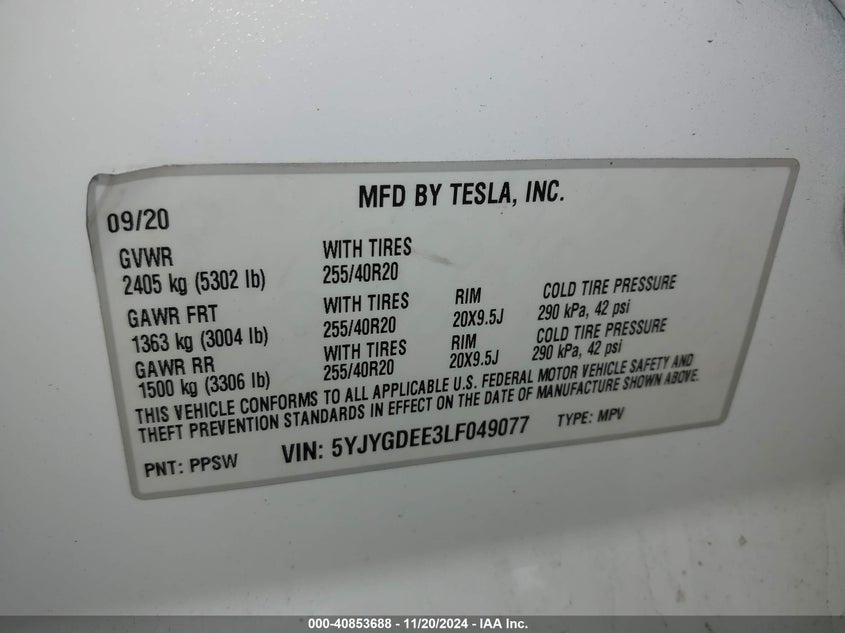 MFD BY TESLA, INC.
09/20
GVWR WITH TIRES
2405 kg (5302 lb) 255/40R20
GAWR FRT WITH TIRES RIM COLD TIRE PRESSURE
1363 kg (3004 lb) 255/40R20 20X9.5J 290 kPa, 42 psi
GAWR RR WITH TIRES RIM COLD TIRE PRESSURE
1500 kg (3306 lb) 255/40R20 20X9.5J 290 kPa, 42 psi
THIS VEHICLE CONFORMS TO ALL APPLICABLE U.S. FEDERAL MOTOR VEHICLE SAFETY AND
THEFT PREVENTION STANDARDS IN EFFECT ON THE DATE OF MANUFACTURE SHOWN ABOVE.
PNT: PPSW VIN: 5YJYGDEE3LF049077 TYPE: MPV
000-40853688 - 11/20/2024 - IAA Inc.